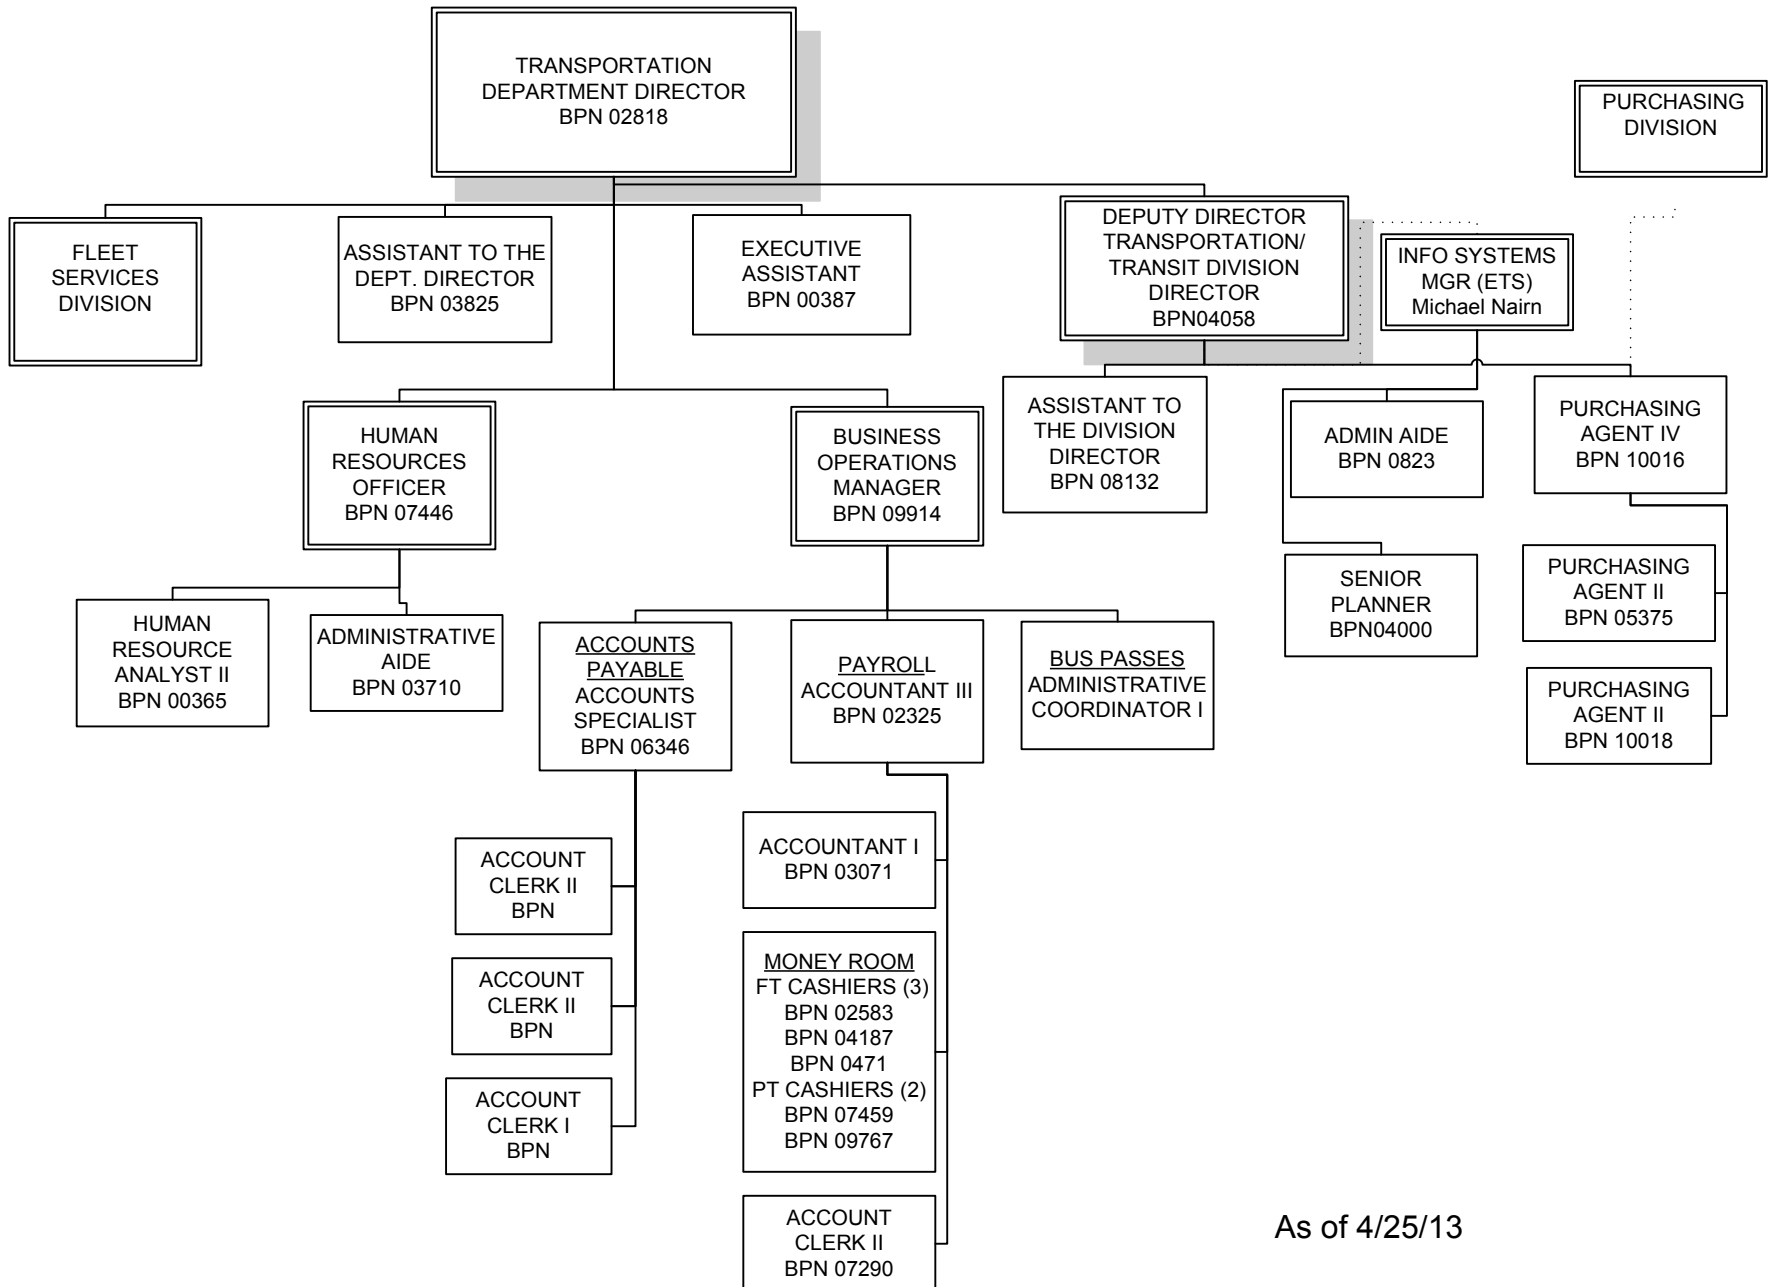 TRANSPORTATION
DEPARTMENT DIRECTOR
BPN 02818
PURCHASING
DIVISION
FLEET
SERVICES
DIVISION
ASSISTANT TO THE
DEPT. DIRECTOR
BPN 03825
EXECUTIVE
ASSISTANT
BPN 00387
DEPUTY DIRECTOR
TRANSPORTATION/
TRANSIT DIVISION
DIRECTOR
BPN04058
INFO SYSTEMS
MGR (ETS)
Michael Nairn
HUMAN
RESOURCES
OFFICER
BPN 07446
BUSINESS
OPERATIONS
MANAGER
BPN 09914
ASSISTANT TO
THE DIVISION
DIRECTOR
BPN 08132
ADMIN AIDE
BPN 0823
PURCHASING
AGENT IV
BPN 10016
SENIOR
PLANNER
BPN04000
PURCHASING
AGENT II
BPN 05375
PURCHASING
AGENT II
BPN 10018
HUMAN
RESOURCE
ANALYST II
BPN 00365
ADMINISTRATIVE
AIDE
BPN 03710
ACCOUNTS
PAYABLE
ACCOUNTS
SPECIALIST
BPN 06346
PAYROLL
ACCOUNTANT III
BPN 02325
BUS PASSES
ADMINISTRATIVE
COORDINATOR I
ACCOUNT
CLERK II
BPN
ACCOUNT
CLERK II
BPN
ACCOUNT
CLERK I
BPN
ACCOUNTANT I
BPN 03071
MONEY ROOM
FT CASHIERS (3)
BPN 02583
BPN 04187
BPN 0471
PT CASHIERS (2)
BPN 07459
BPN 09767
ACCOUNT
CLERK II
BPN 07290
As of 4/25/13